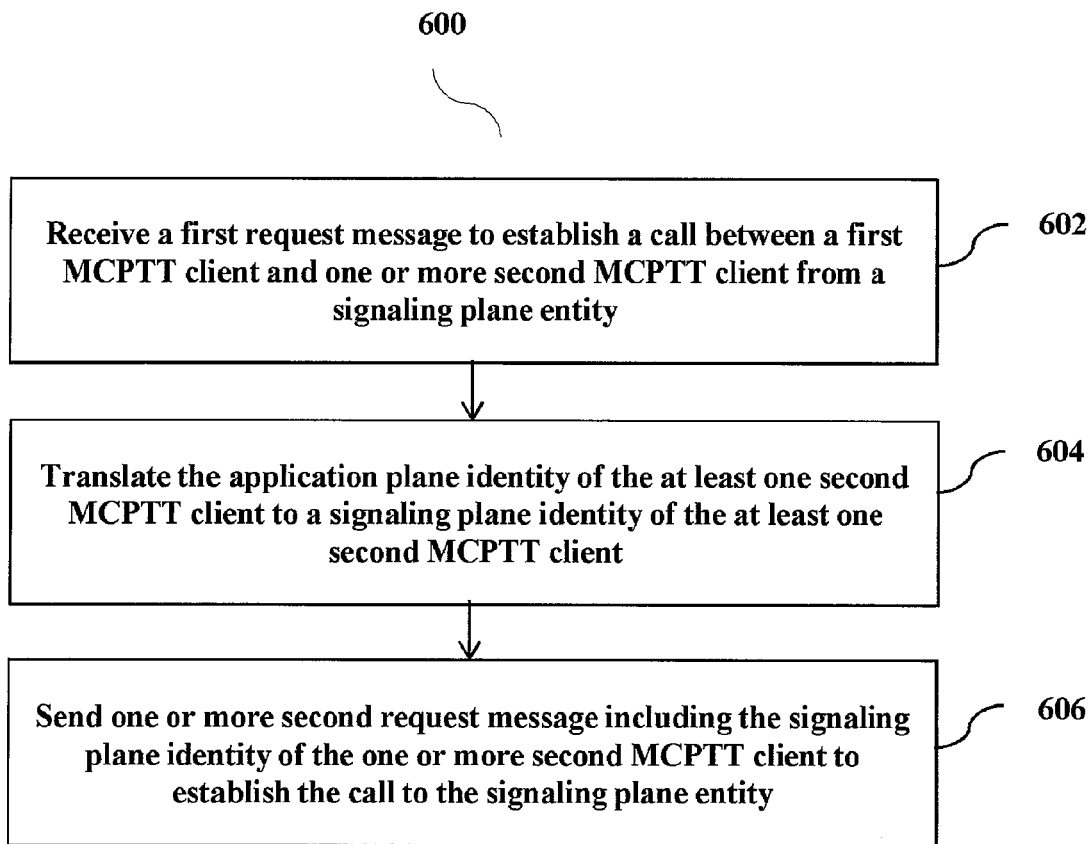 600
Receive a first request message to establish a call between a first
MCPTT client and one or more second MCPTT client from a
signaling plane entity
602
Translate the application plane identity of the at least one second
MCPTT client to a signaling plane identity of the at least one
second MCPTT client
604
Send one or more second request message including the signaling
plane identity of the one or more second MCPTT client to
establish the call to the signaling plane entity
606